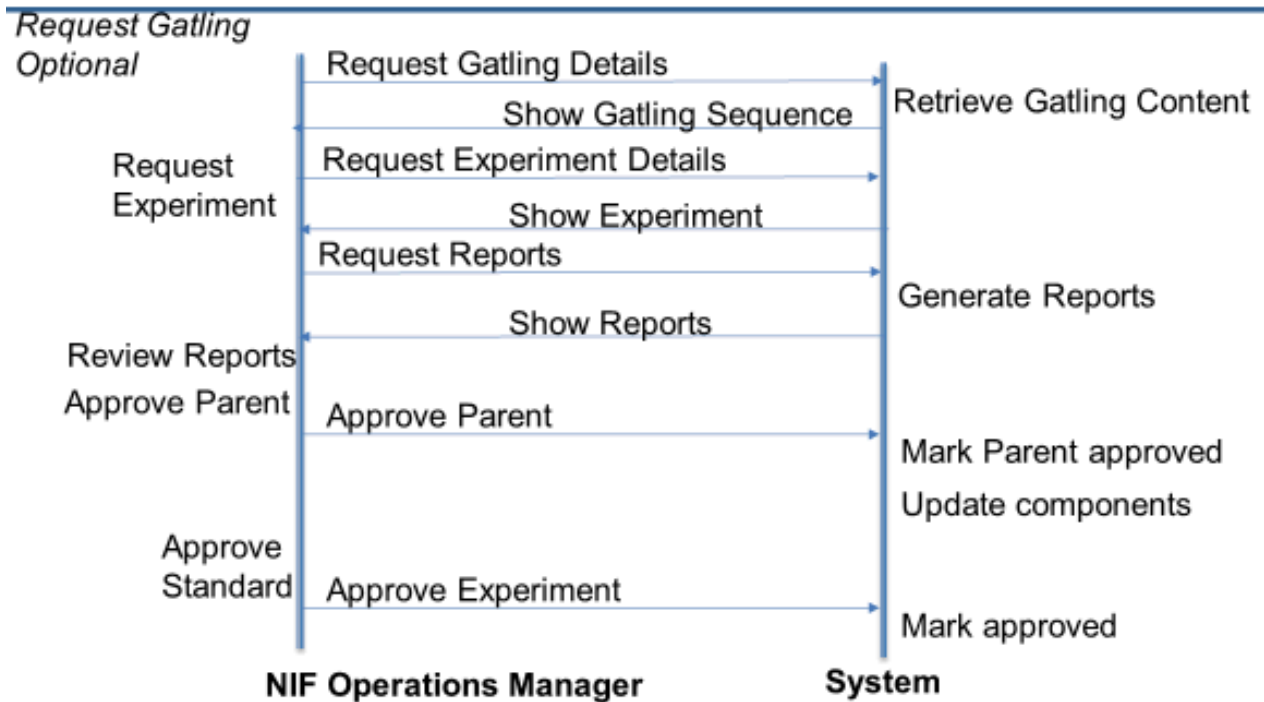 Request Gatling
Optional
Request Gatling Details
Retrieve Gatling Content
Show Gatling Sequence
Request
Experiment
Request Experiment Details
Show Experiment
Request Reports
Generate Reports
Show Reports
Review Reports
Approve Parent
Approve Parent
Mark Parent approved
Update components
Approve
Standard
Approve Experiment
Mark approved
NIF Operations Manager
System